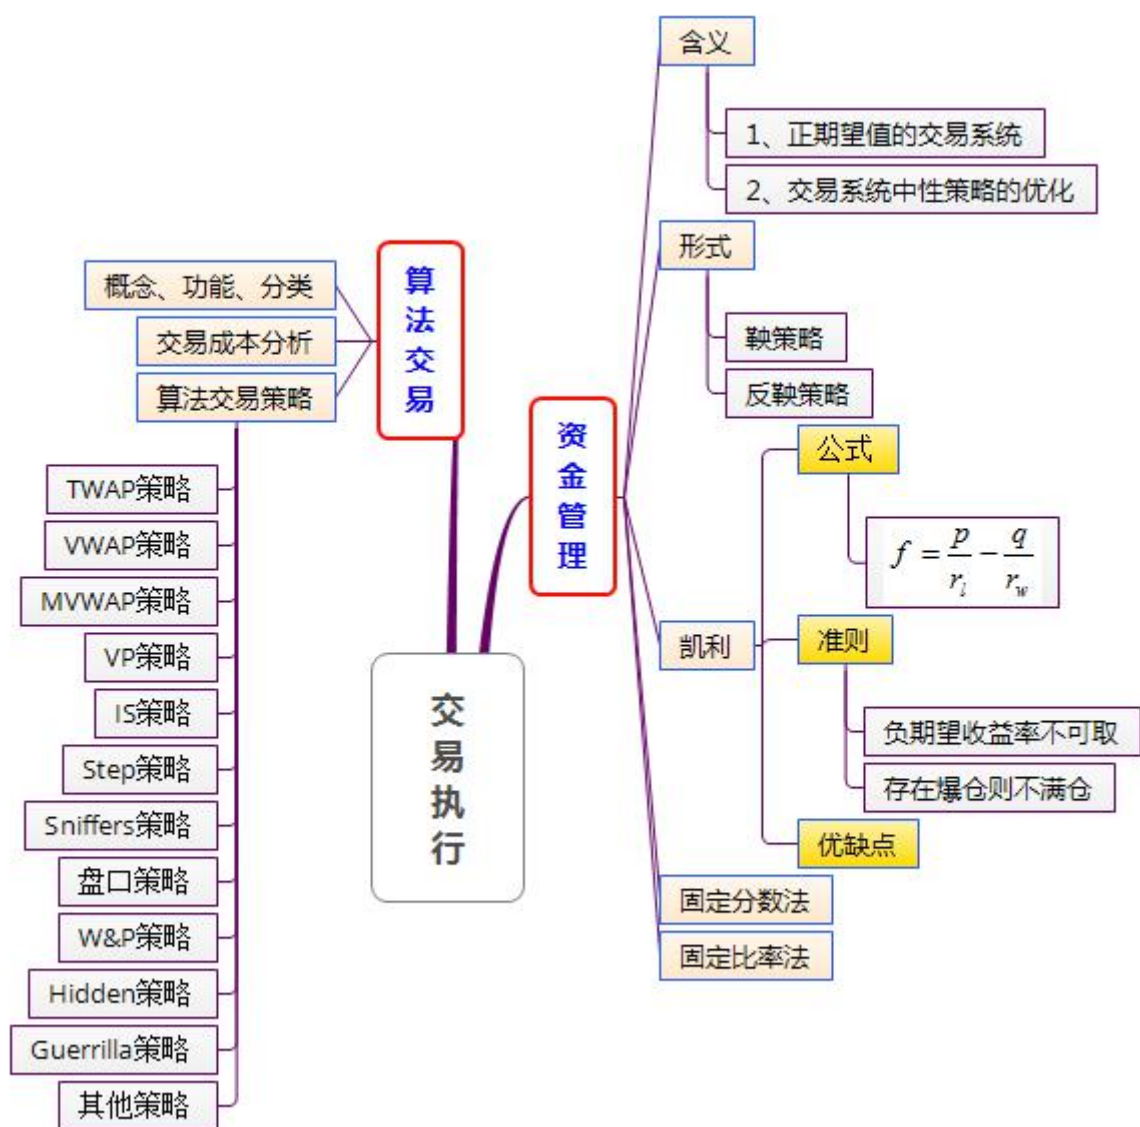 交易执行
算法交易
概念、功能、分类
交易成本分析
算法交易策略
TWAP策略
VWAP策略
MVWAP策略
VP策略
IS策略
Step策略
Sniffers策略
盘口策略
W&P策略
Hidden策略
Guerrilla策略
其他策略
资金管理
含义
1、正期望值的交易系统
2、交易系统中性策略的优化
形式
鞅策略
反鞅策略
凯利
公式
f = p/r_l − q/r_w
准则
负期望收益率不可取
存在爆仓则不满仓
优缺点
固定分数法
固定比率法